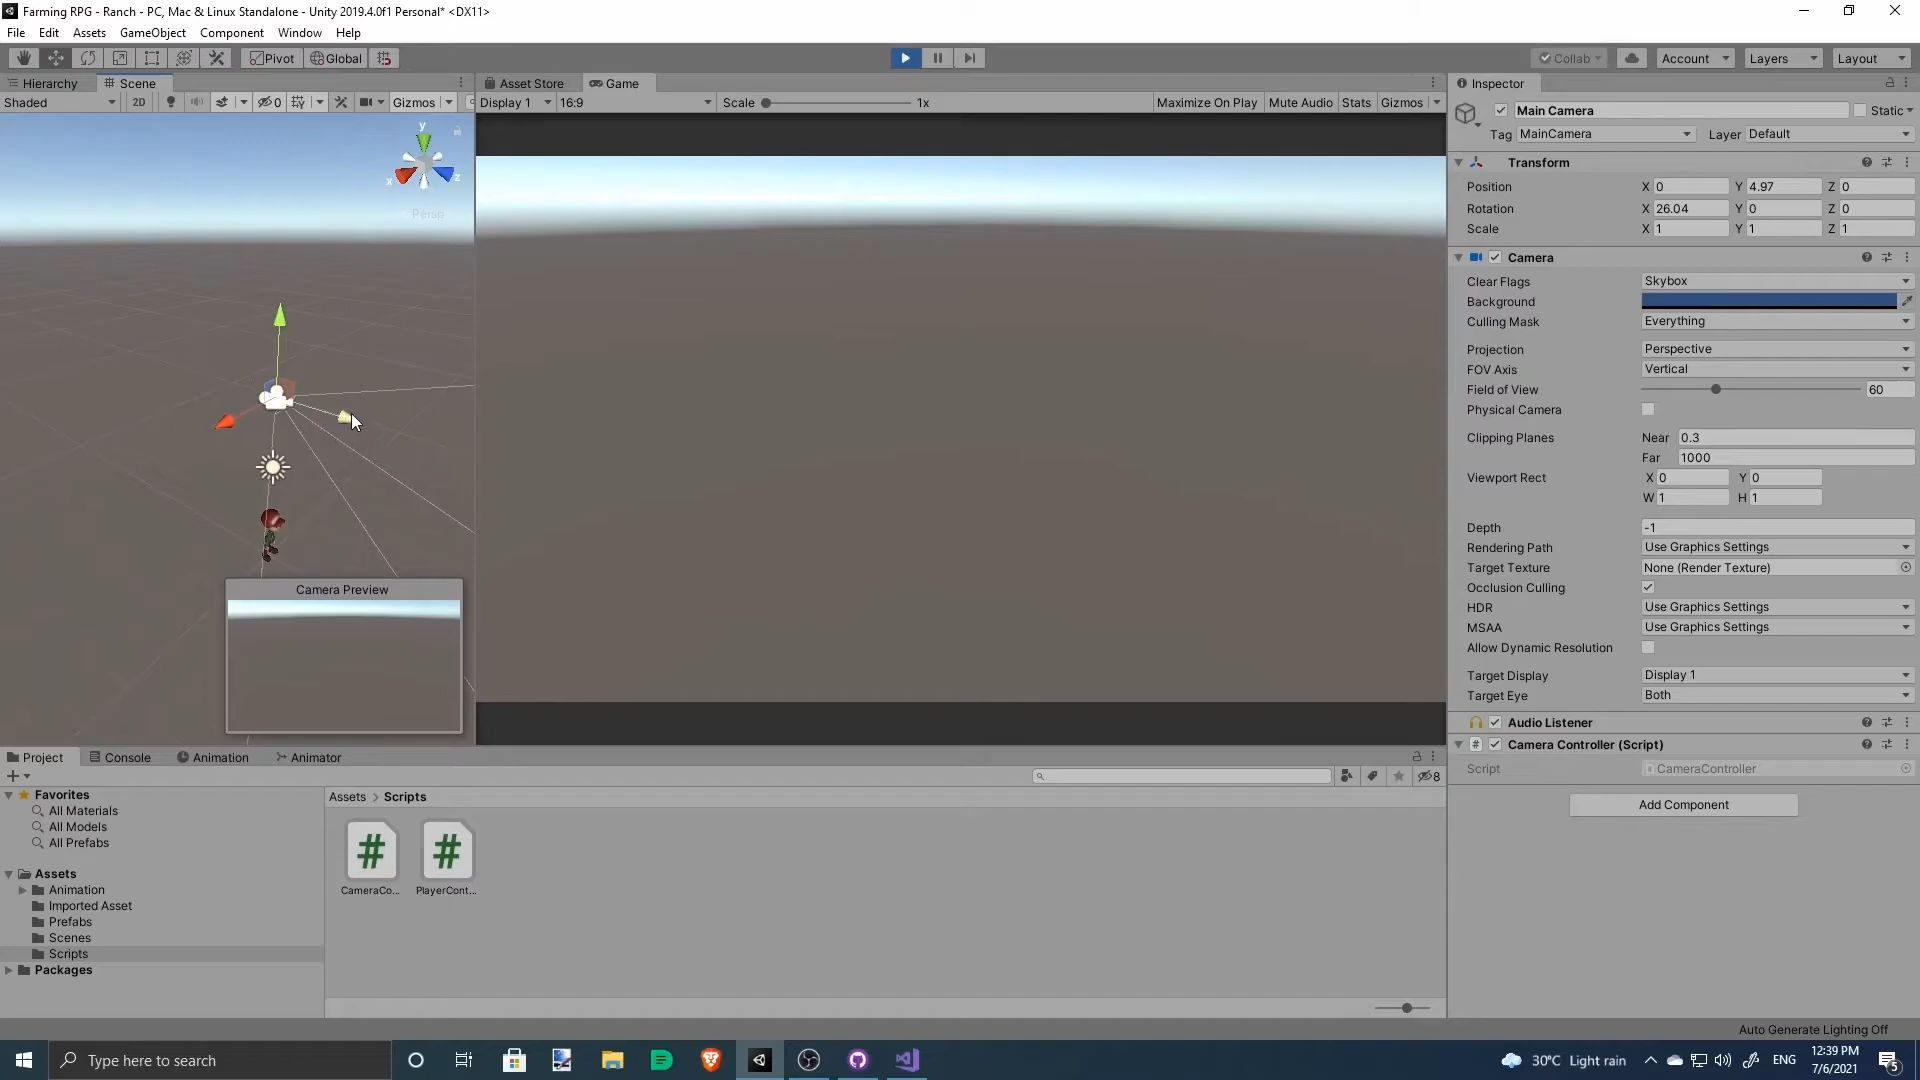 Farming RPG - Ranch - PC, Mac & Linux Standalone - Unity 2019.4.0f1 Personal* <DX11>
File Edit Assets GameObject Component Window Help
Pivot Global Collab Account Layers Layout
Hierarchy Scene Asset Store Game Inspector
Shaded 2D 0 Gizmos Display 1 16:9 Scale 1x Maximize On Play Mute Audio Stats Gizmos
Main Camera Static
Tag MainCamera Layer Default
y
x z
Persp
Transform
Position X 0 Y 4.97 Z 0
Rotation X 26.04 Y 0 Z 0
Scale X 1 Y 1 Z 1
Camera
Clear Flags Skybox
Background
Culling Mask Everything
Projection Perspective
FOV Axis Vertical
Field of View 60
Physical Camera
Clipping Planes Near 0.3
Far 1000
Viewport Rect X 0 Y 0
W 1 H 1
Depth -1
Rendering Path Use Graphics Settings
Target Texture None (Render Texture)
Occlusion Culling
HDR Use Graphics Settings
MSAA Use Graphics Settings
Allow Dynamic Resolution
Target Display Display 1
Target Eye Both
Audio Listener
Camera Controller (Script)
Script CameraController
Add Component
Camera Preview
Project Console Animation Animator
8
Favorites
All Materials
All Models
All Prefabs
Assets
Animation
Imported Asset
Prefabs
Scenes
Scripts
Packages
Assets > Scripts
# #
CameraCo... PlayerCont...
Auto Generate Lighting Off
Type here to search
30°C Light rain ENG 12:39 PM
7/6/2021
5